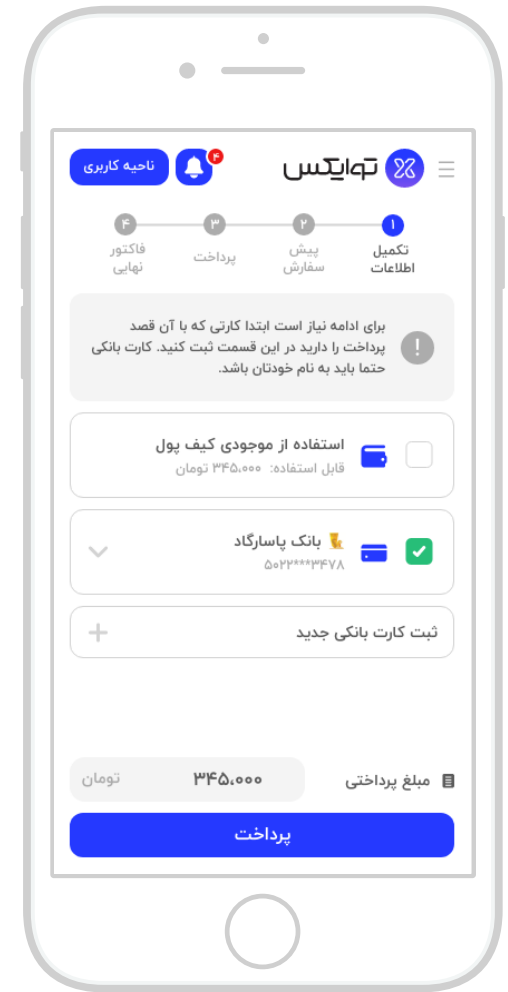 توایکس
۴
ناحیه کاربری
۱
۲
۳
۴
تکمیل
اطلاعات
پیش
سفارش
پرداخت
فاکتور
نهایی
برای ادامه نیاز است ابتدا کارتی که با آن قصد
پرداخت را دارید در این قسمت ثبت کنید. کارت بانکی
حتما باید به نام خودتان باشد.
استفاده از موجودی کیف پول
قابل استفاده: ۳۴۵،۰۰۰ تومان
بانک پاسارگاد
۵۰۲۲***۳۴۷۸
ثبت کارت بانکی جدید
مبلغ پرداختی
۳۴۵،۰۰۰
تومان
پرداخت